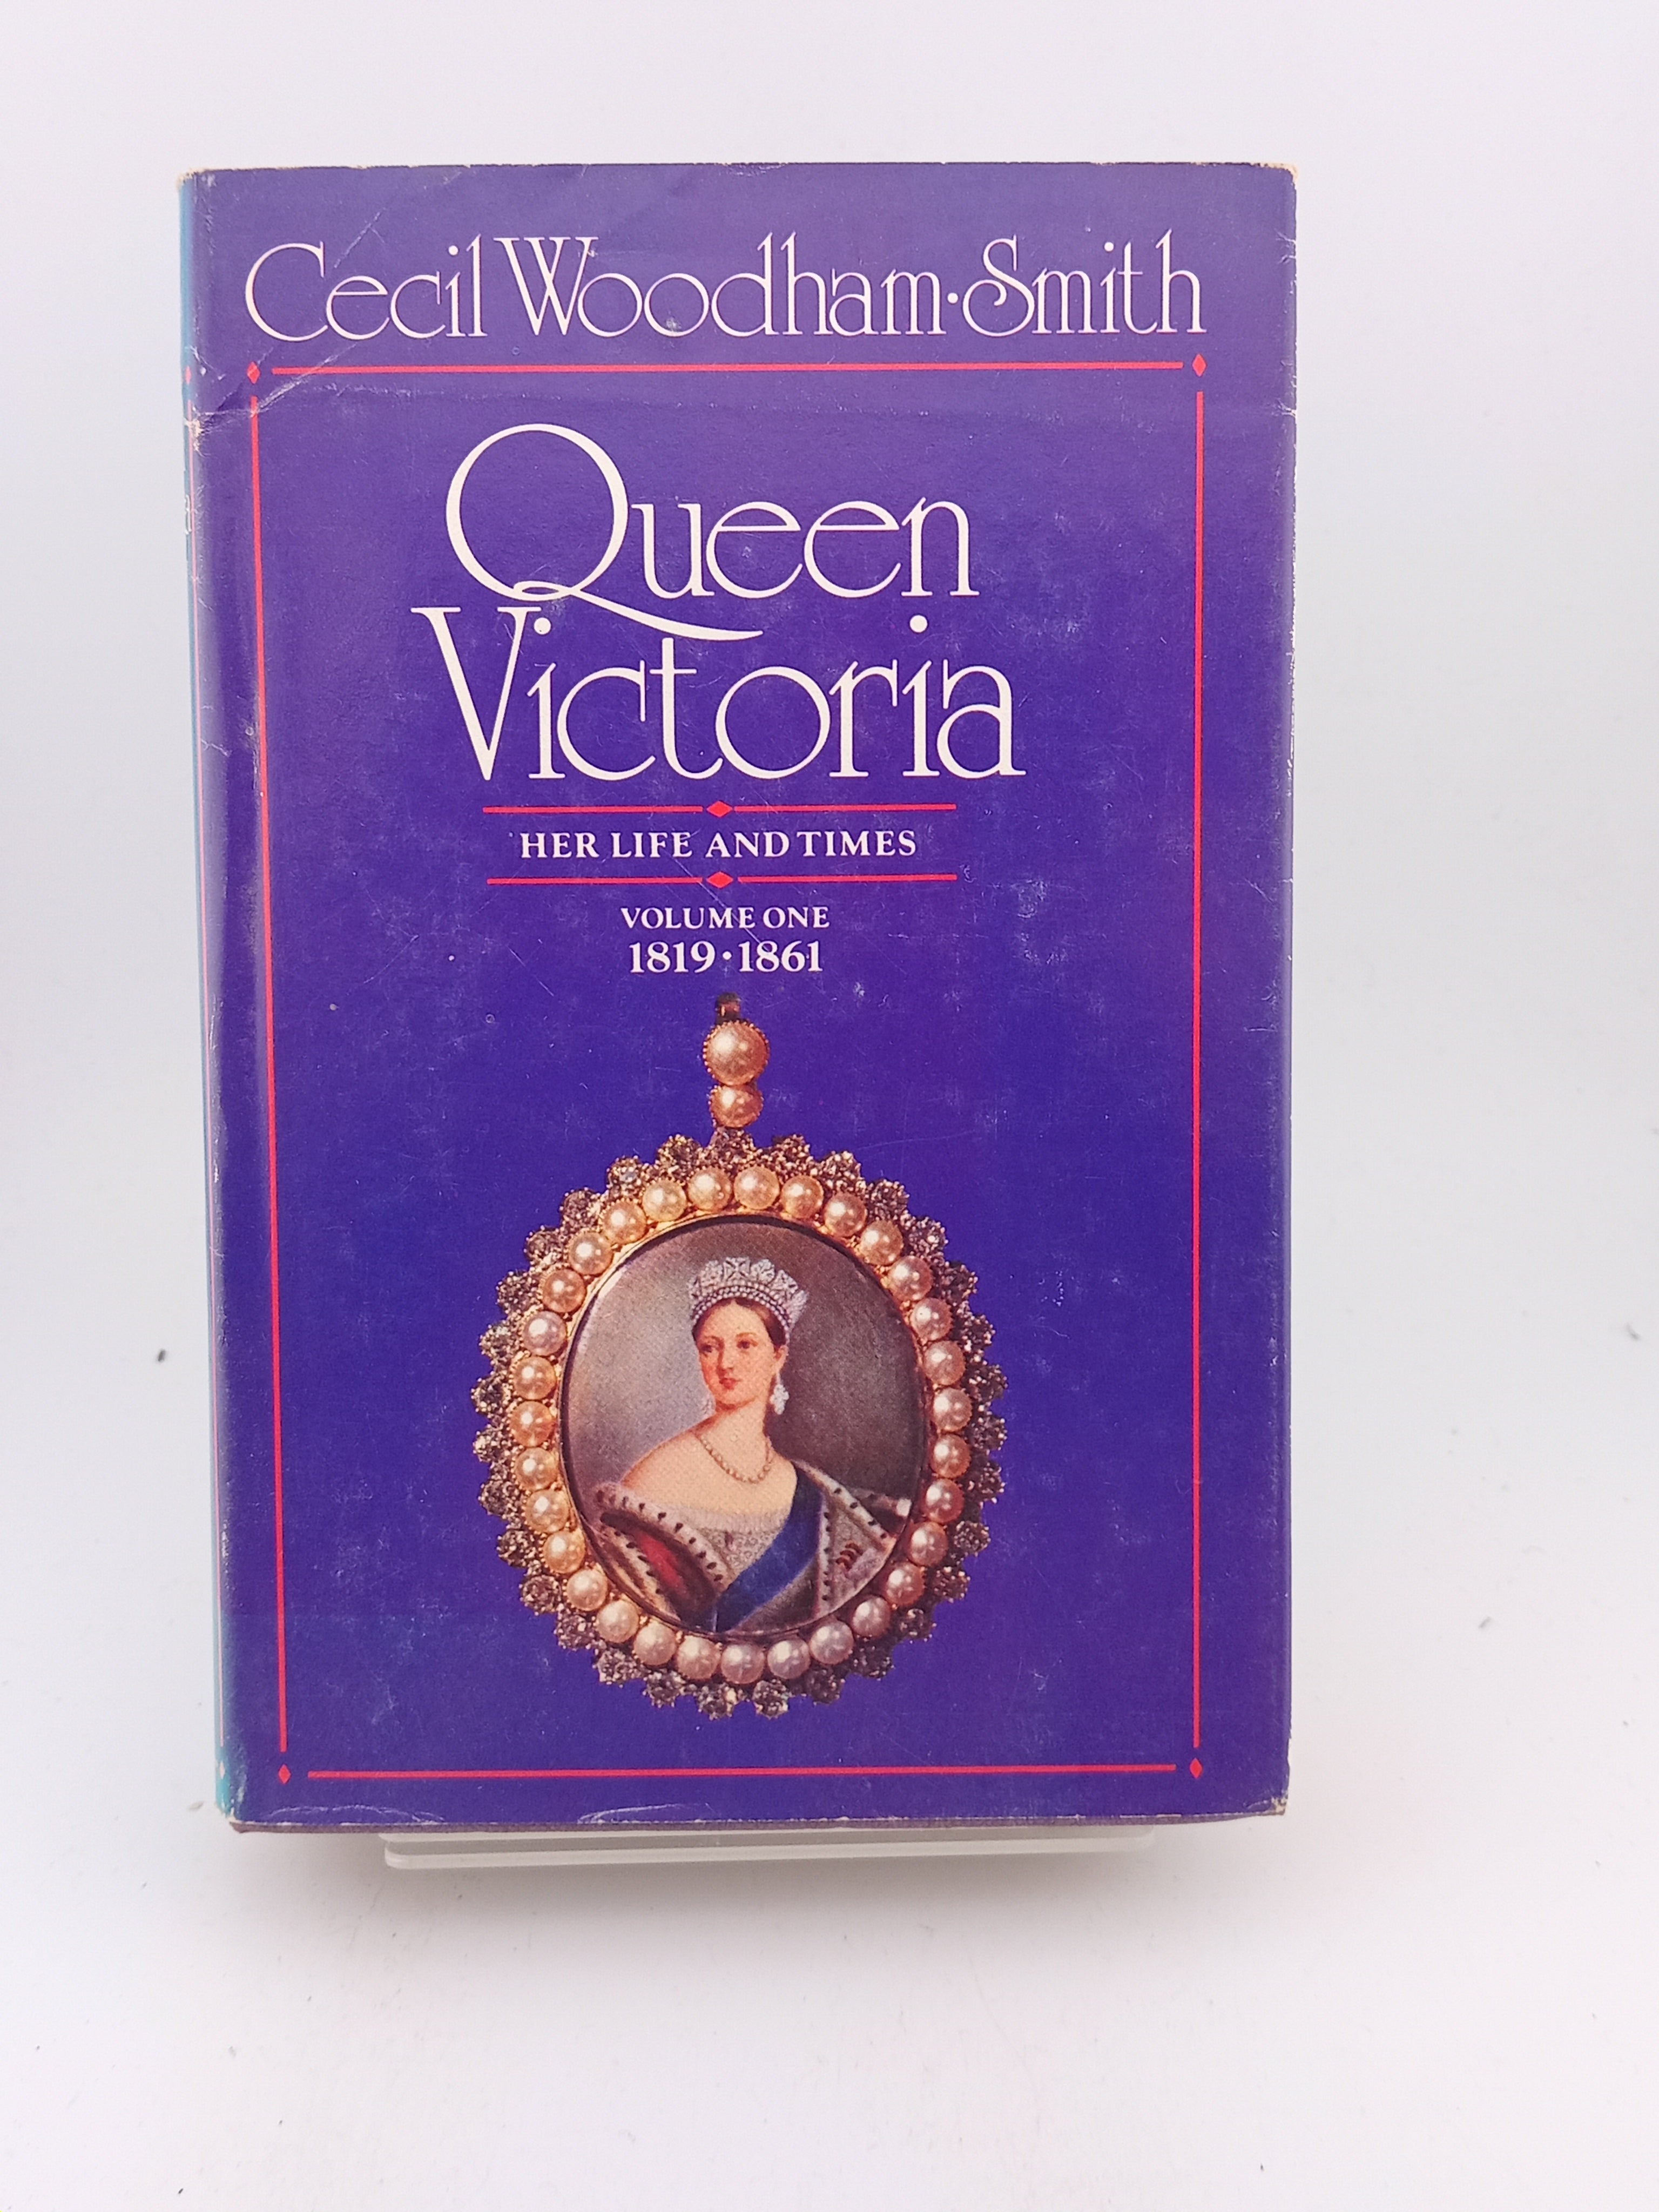 Cecil Woodham·Smith
Queen
Victoria
HER LIFE AND TIMES
VOLUME ONE
1819·1861